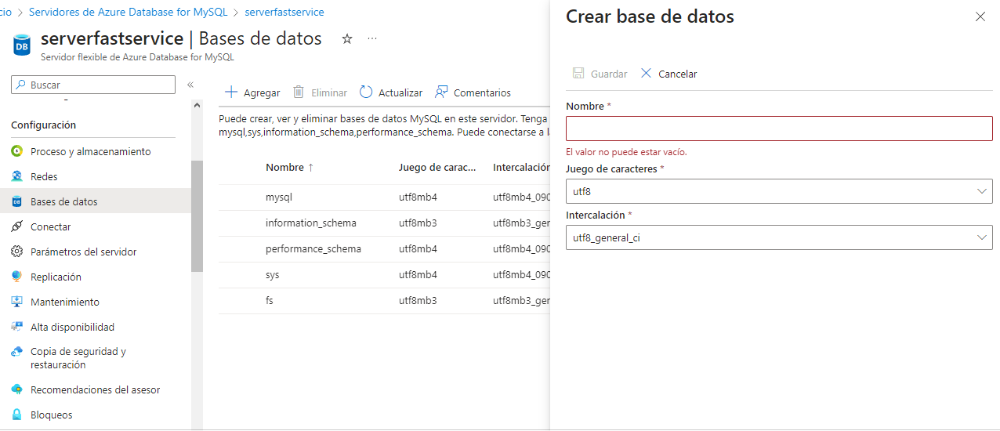 cio > Servidores de Azure Database for MySQL > serverfastservice
serverfastservice | Bases de datos
Servidor flexible de Azure Database for MySQL
Buscar
Configuración
Proceso y almacenamiento
Redes
Bases de datos
Conectar
Parámetros del servidor
Replicación
Mantenimiento
Alta disponibilidad
Copia de seguridad y
restauración
Recomendaciones del asesor
Bloqueos
Agregar Eliminar Actualizar Comentarios
Puede crear, ver y eliminar bases de datos MySQL en este servidor. Tenga
mysql,sys,information_schema,performance_schema. Puede conectarse a l
Nombre ↑ Juego de carac... Intercalación
mysql utf8mb4 utf8mb4_090
information_schema utf8mb3 utf8mb3_gen
performance_schema utf8mb4 utf8mb4_090
sys utf8mb4 utf8mb4_090
fs utf8mb3 utf8mb3_gen
Crear base de datos
Guardar Cancelar
Nombre *
El valor no puede estar vacío.
Juego de caracteres *
utf8
Intercalación *
utf8_general_ci